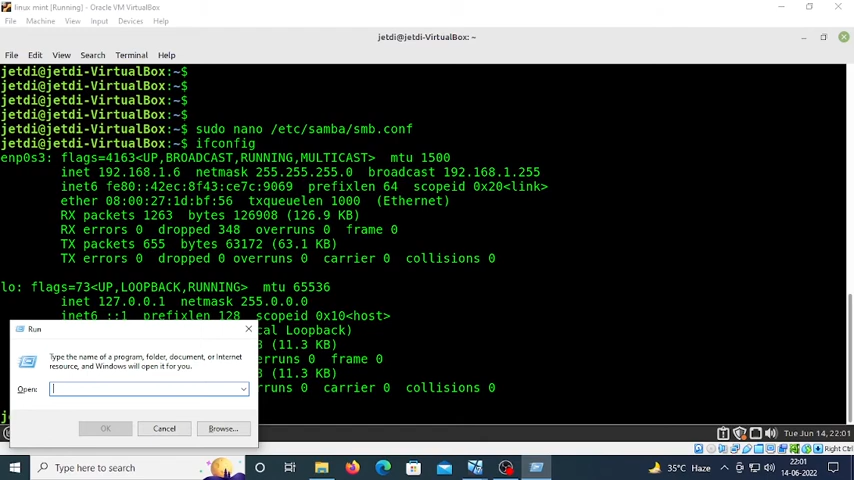 linux mint [Running] - Oracle VM VirtualBox
File Machine View Input Devices Help
jetdi@jetdi-VirtualBox: ~
File Edit View Search Terminal Help
jetdi@jetdi-VirtualBox:~$
jetdi@jetdi-VirtualBox:~$
jetdi@jetdi-VirtualBox:~$
jetdi@jetdi-VirtualBox:~$
jetdi@jetdi-VirtualBox:~$ sudo nano /etc/samba/smb.conf
jetdi@jetdi-VirtualBox:~$ ifconfig
enp0s3: flags=4163<UP,BROADCAST,RUNNING,MULTICAST> mtu 1500
inet 192.168.1.6 netmask 255.255.255.0 broadcast 192.168.1.255
inet6 fe80::42ec:8f43:ce7c:9069 prefixlen 64 scopeid 0x20<link>
ether 08:00:27:1d:bf:56 txqueuelen 1000 (Ethernet)
RX packets 1263 bytes 126908 (126.9 KB)
RX errors 0 dropped 348 overruns 0 frame 0
TX packets 655 bytes 63172 (63.1 KB)
TX errors 0 dropped 0 overruns 0 carrier 0 collisions 0
lo: flags=73<UP,LOOPBACK,RUNNING> mtu 65536
inet 127.0.0.1 netmask 255.0.0.0
inet6 ::1 prefixlen 128 scopeid 0x10<host>
cal Loopback)
3 (11.3 KB)
runs 0 frame 0
3 (11.3 KB)
runs 0 carrier 0 collisions 0
Run
Type the name of a program, folder, document, or Internet
resource, and Windows will open it for you.
Open:
OK Cancel Browse...
Tue Jun 14, 22:01
Right Ctrl
Type here to search
35°C Haze
22:01
14-06-2022